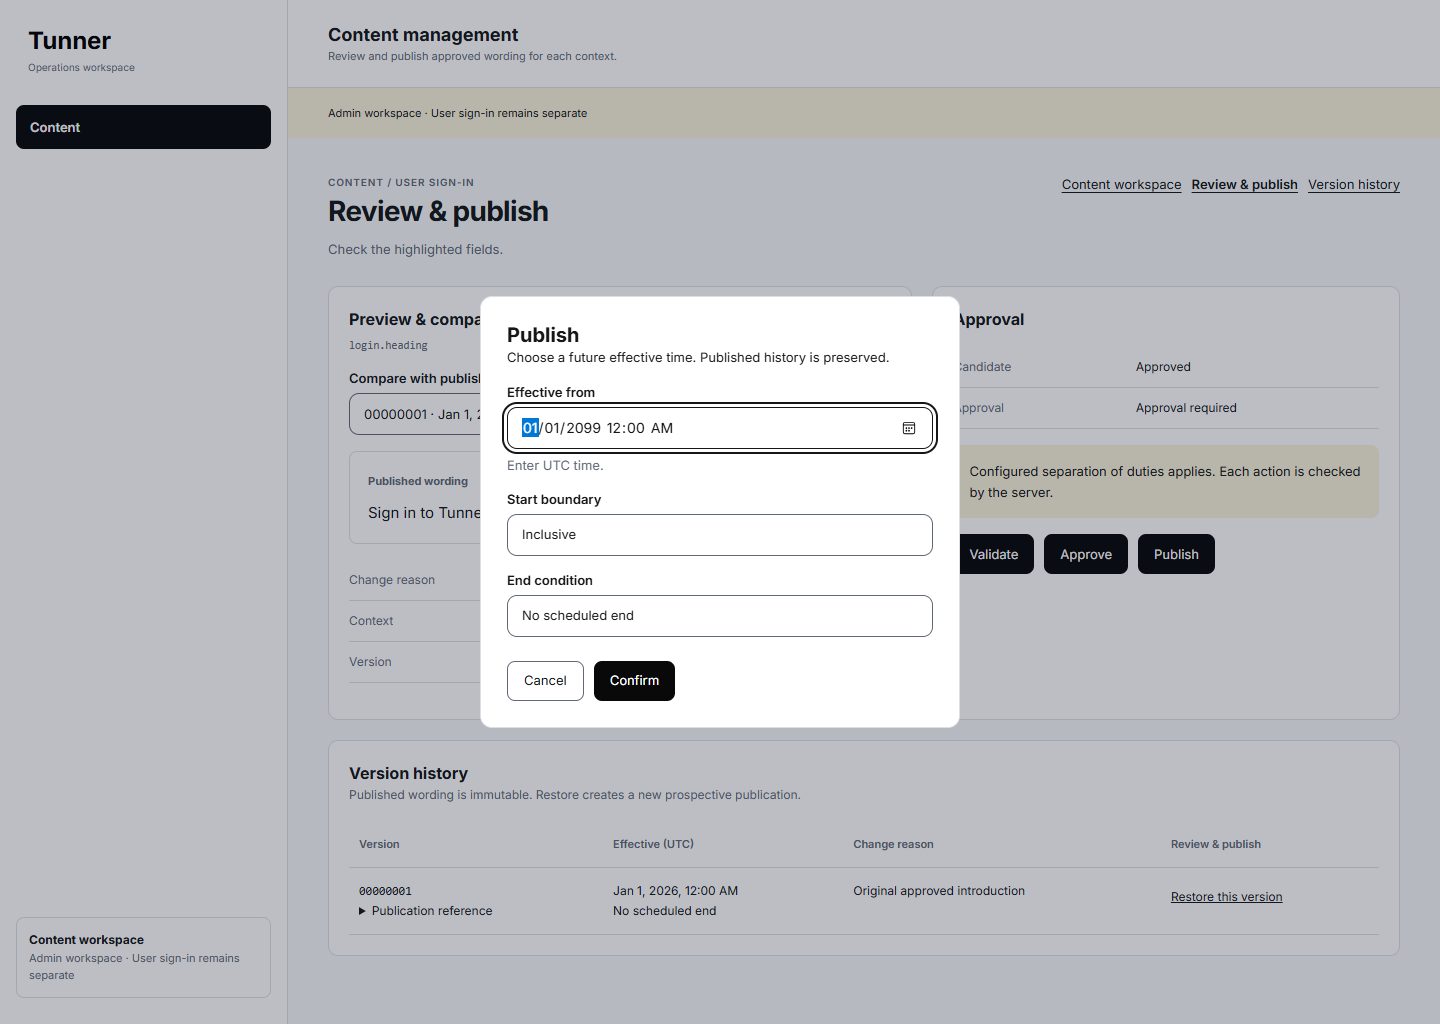 Tunner
Operations workspace
Content
Content management
Review and publish approved wording for each context.
Admin workspace · User sign-in remains separate
CONTENT / USER SIGN-IN
Review & publish
Content workspace Review & publish Version history
Check the highlighted fields.
Preview & compa
login.heading
Compare with publis
00000001 · Jan 1, 2
Published wording
Sign in to Tunne
Change reason
Context
Version
Publish
Choose a future effective time. Published history is preserved.
Effective from
01/01/2099 12:00 AM
Enter UTC time.
Start boundary
Inclusive
End condition
No scheduled end
Cancel Confirm
Approval
Candidate Approved
Approval Approval required
Configured separation of duties applies. Each action is checked
by the server.
Validate Approve Publish
Version history
Published wording is immutable. Restore creates a new prospective publication.
Version Effective (UTC) Change reason Review & publish
00000001 Jan 1, 2026, 12:00 AM Original approved introduction Restore this version
Publication reference No scheduled end
Content workspace
Admin workspace · User sign-in remains
separate